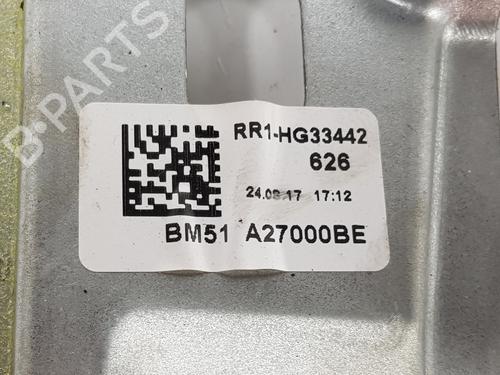 B-PARTS
RR1-HG33442
626
24.08.17 17:12
BM51 A27000BE